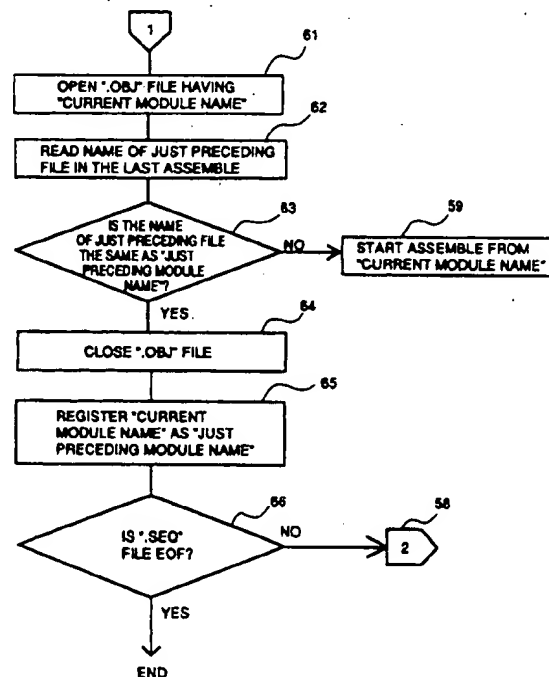 1
61
OPEN ".OBJ" FILE HAVING
"CURRENT MODULE NAME"
62
READ NAME OF JUST PRECEDING
FILE IN THE LAST ASSEMBLE
63
IS THE NAME
OF JUST PRECEDING FILE
THE SAME AS "JUST
PRECEDING MODULE
NAME"?
NO
59
START ASSEMBLE FROM
"CURRENT MODULE NAME"
YES
64
CLOSE ".OBJ" FILE
65
REGISTER "CURRENT
MODULE NAME" AS "JUST
PRECEDING MODULE NAME"
66
IS ".SEQ"
FILE EOF?
NO
58
2
YES
END